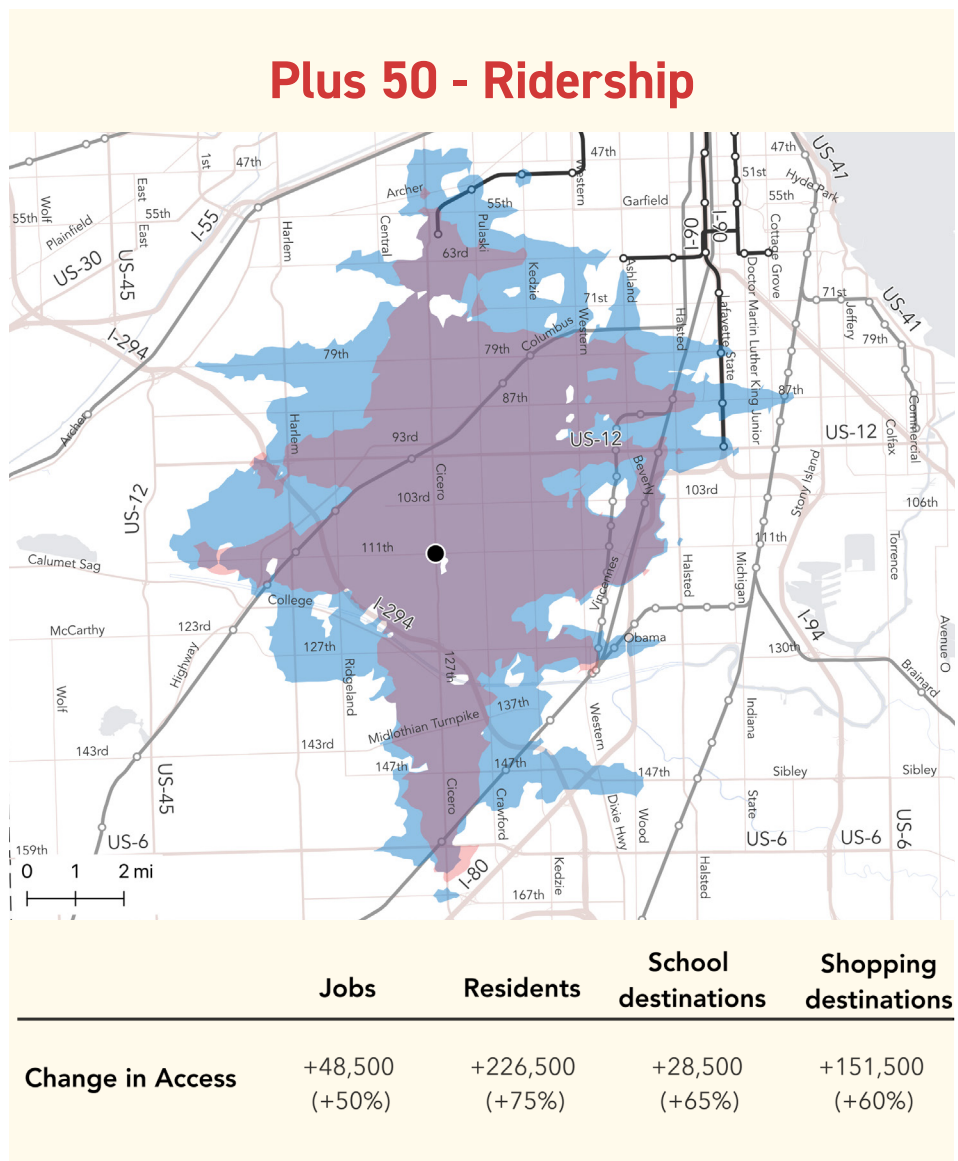 Plus 50 - Ridership
47th
1st
47th
47th
US-41
Western
51st
Hyde Park
East
Archer
55th
Wolf
55th
55th
55th
Garfield
Plainfield
East
I-55
Harlem
Central
Pulaski
I-90
I-90
Cottage Grove
US-30
US-45
63rd
Kedzie
Ashland
Doctor Martin Luther King Junior
71st
71st
Jeffery
US-41
I-294
Columbus
Western
Halsted
Lafayette
State
79th
79th
79th
87th
87th
Archer
Harlem
93rd
US-12
US-12
Colfax
Commercial
Cicero
Beverly
US-12
103rd
103rd
Stony Island
106th
111th
111th
Calumet Sag
Vincennes
Halsted
Michigan
Torrence
College
I-294
McCarthy
123rd
Obama
I-94
Avenue O
Highway
127th
127th
130th
Ridgeland
Brainard
Wolf
137th
Western
Indiana
Midlothian Turnpike
143rd
143rd
147th
147th
147th
Sibley
Sibley
US-45
Cicero
Crawford
Dixie Hwy
Wood
State
US-6
159th
US-6
US-6
US-6
I-80
Kedzie
Halsted
0 1 2 mi
167th
Jobs
Residents
School
destinations
Shopping
destinations
Change in Access
+48,500
(+50%)
+226,500
(+75%)
+28,500
(+65%)
+151,500
(+60%)